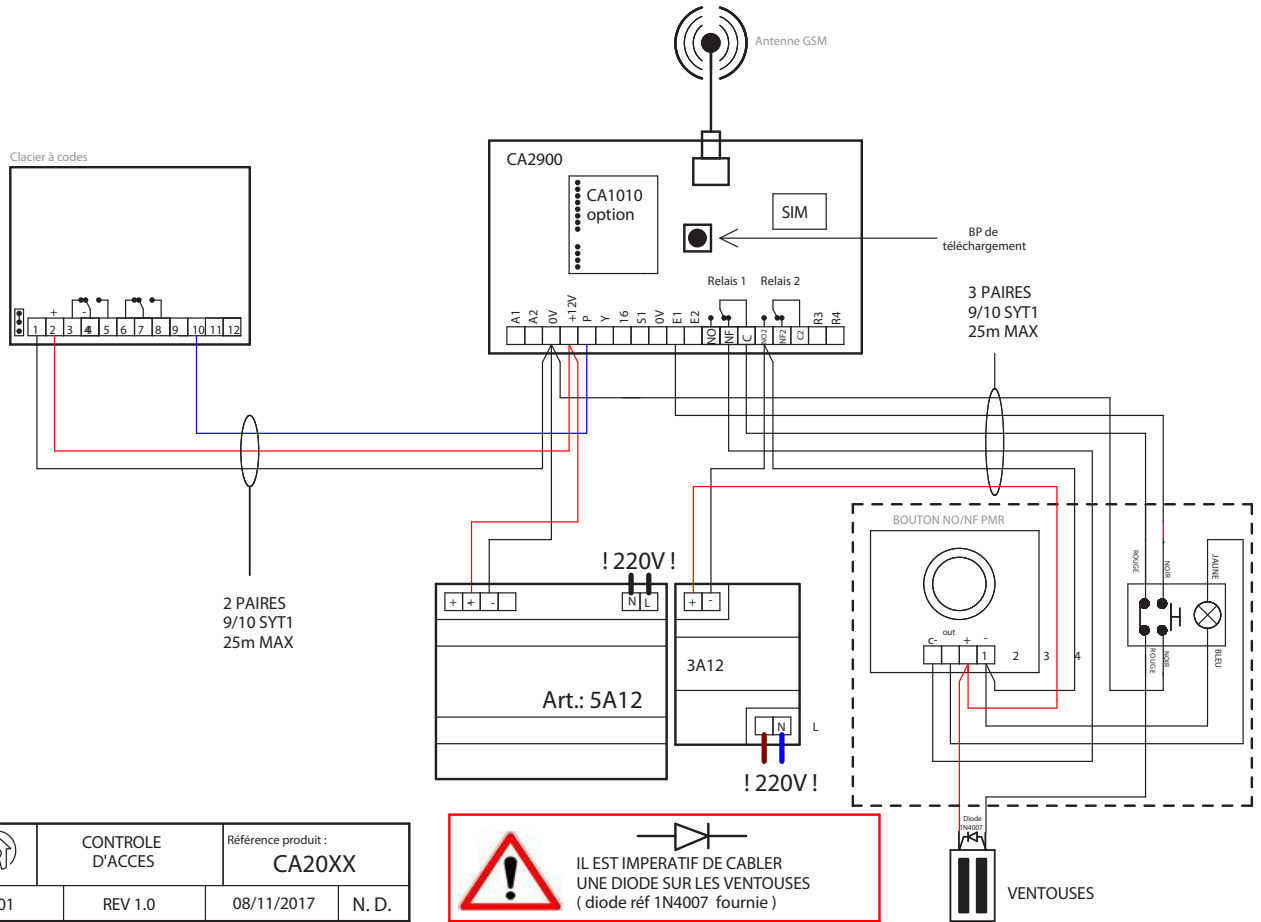 Antenne GSM
Clacier à codes
CA2900
CA1010
option
SIM
BP de
téléchargement
Relais 1 Relais 2
3 PAIRES
9/10 SYT1
25m MAX
A1 A2 0V +12V P Y 16 S1 0V E1 E2 NO NF C NO2 NF2 C2 R3 R4
+ -
1 2 3 4 5 6 7 8 9 10 11 12
2 PAIRES
9/10 SYT1
25m MAX
! 220V !
+ + -
N L
Art.: 5A12
+ -
3A12
N L
! 220V !
BOUTON NO/NF PMR
out
c- + -
1 2 3 4
ROUGE NOIR JAUNE
ROUGE NOIR BLEU
Diode
1N4007
VENTOUSES
CONTROLE
D'ACCES
Référence produit :
CA20XX
01 REV 1.0 08/11/2017 N. D.
IL EST IMPERATIF DE CABLER
UNE DIODE SUR LES VENTOUSES
( diode réf 1N4007 fournie )